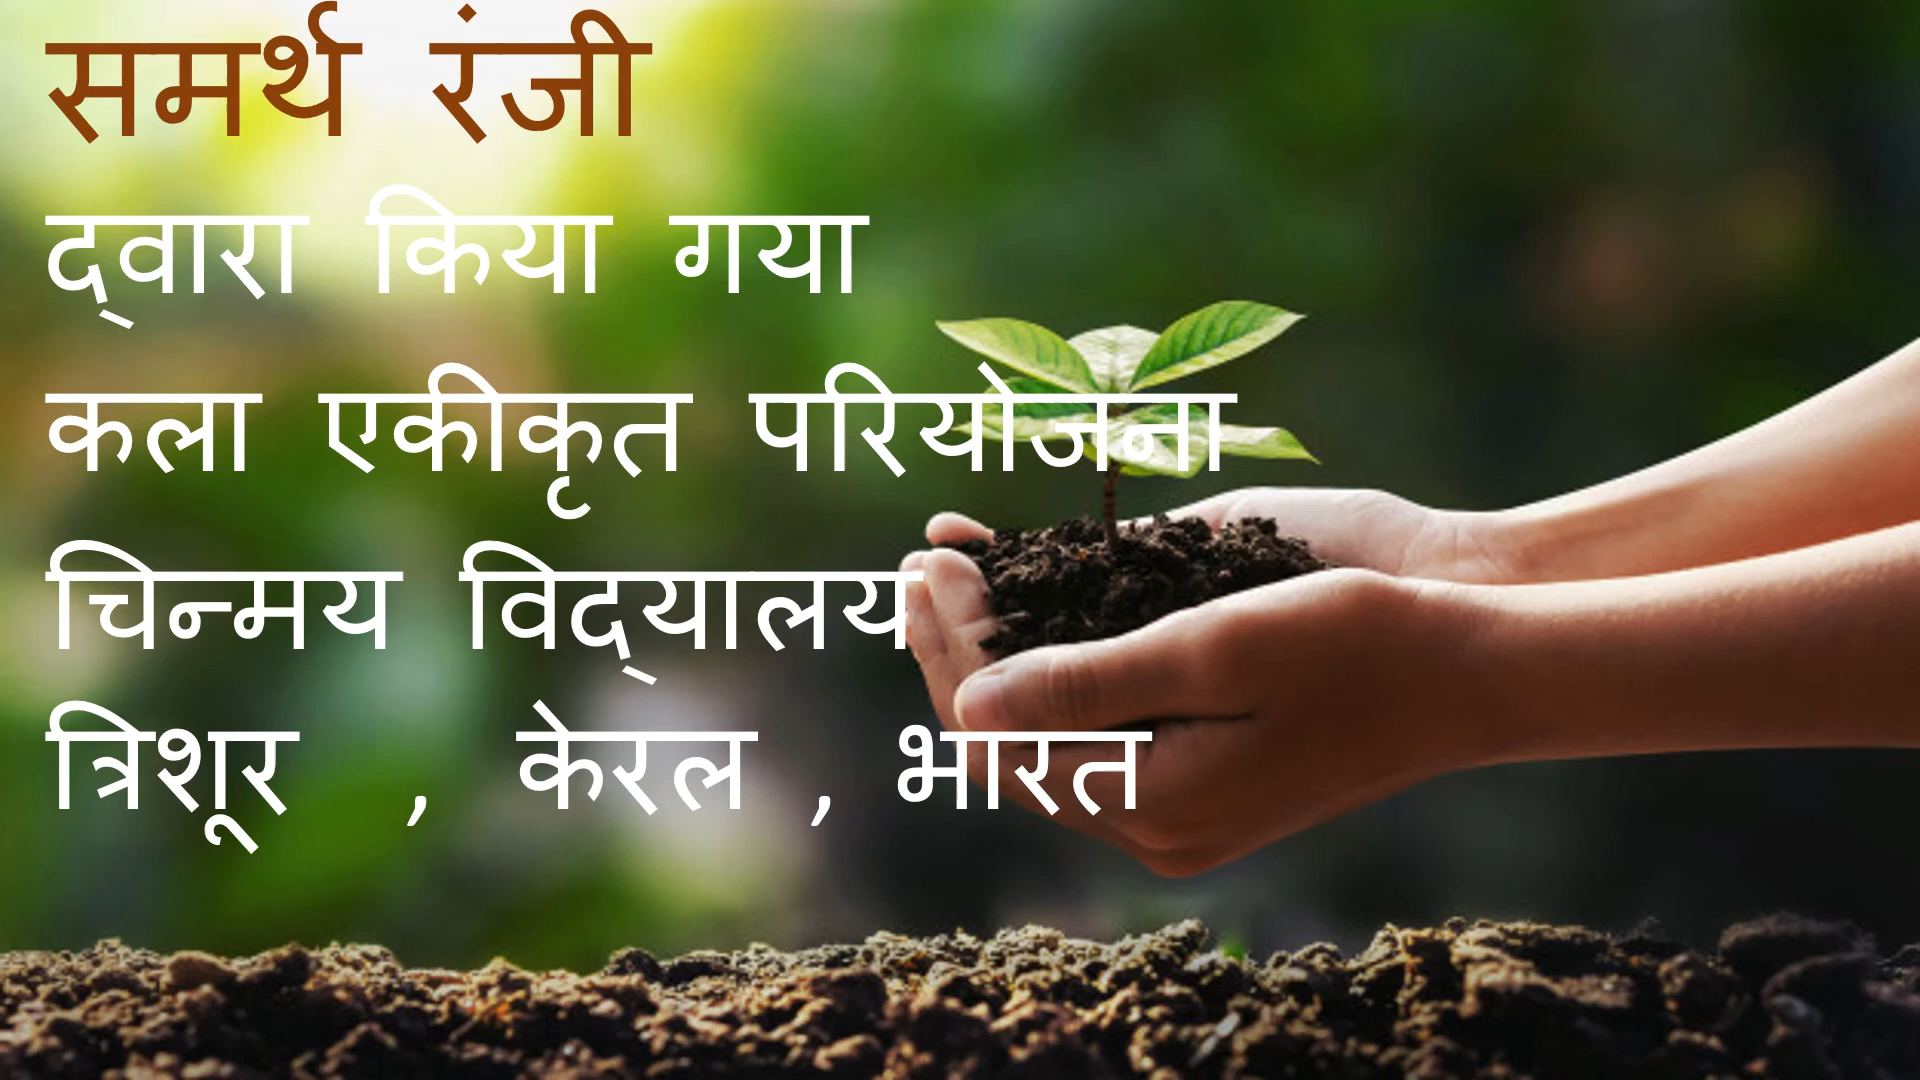 समर्थ रंजी
द्वारा किया गया
कला एकीकृत परियोजना
चिन्मय विद्यालय
त्रिशूर , केरल , भारत